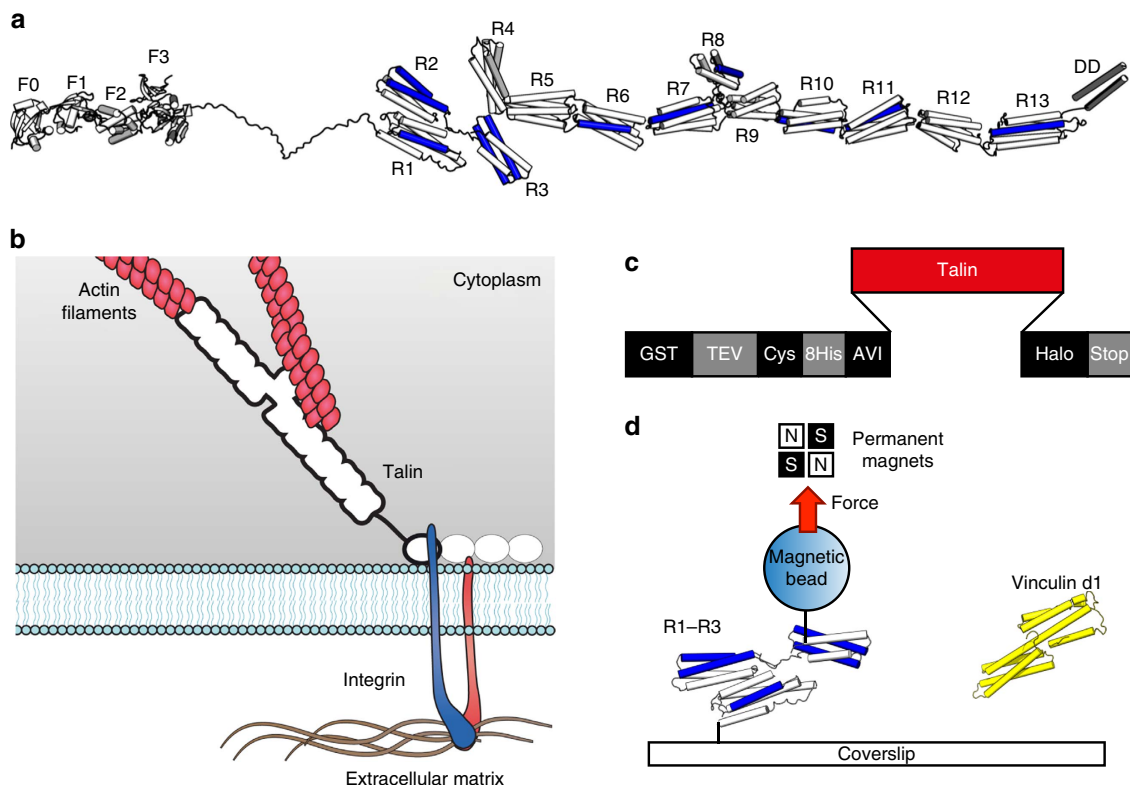 a
F0
F1
F2
F3
R1
R2
R3
R4
R5
R6
R7
R8
R9
R10
R11
R12
R13
DD
b
Actin
filaments
Cytoplasm
Talin
Integrin
Extracellular matrix
c
Talin
GST TEV Cys 8His AVI Halo Stop
d
N S
S N
Permanent
magnets
Force
Magnetic
bead
R1–R3
Vinculin d1
Coverslip